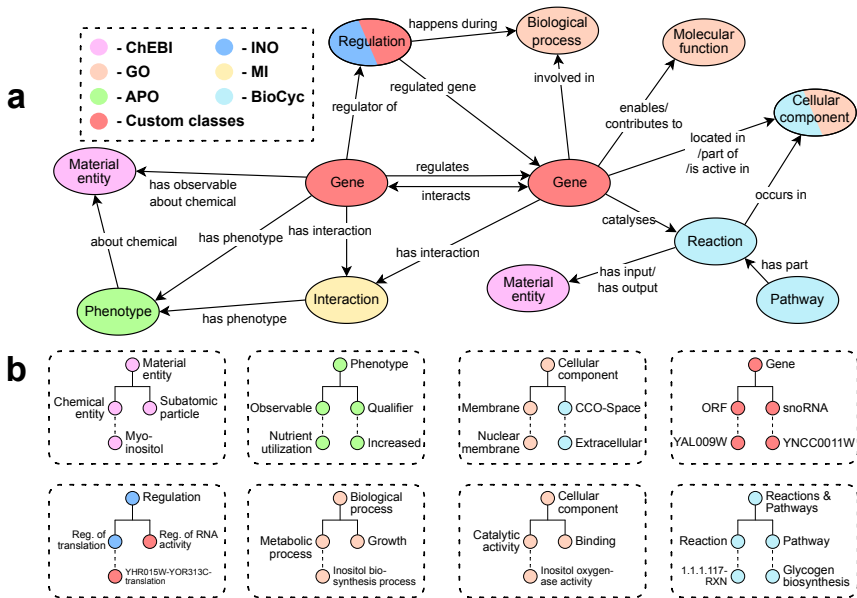 a
- ChEBI
- INO
- GO
- MI
- APO
- BioCyc
- Custom classes
Regulation
happens during
Biological
process
Molecular
function
Cellular
component
regulator of
regulated gene
involved in
enables/
contributes to
located in
/part of
/is active in
Material
entity
has observable
about chemical
Gene
regulates
interacts
Gene
occurs in
catalyses
about chemical
has phenotype
has interaction
has interaction
Reaction
has input/
has output
has part
Material
entity
Pathway
Phenotype
has phenotype
Interaction
b
Material
entity
Chemical
entity
Subatomic
particle
Myo-
inositol
Phenotype
Observable
Qualifier
Nutrient
utilization
Increased
Cellular
component
Membrane
CCO-Space
Nuclear
membrane
Extracellular
Gene
ORF
snoRNA
YAL009W
YNCC0011W
Regulation
Reg. of
translation
Reg. of RNA
activity
YHR015W-YOR313C-
translation
Biological
process
Metabolic
process
Growth
Inositol bio-
synthesis process
Cellular
component
Catalytic
activity
Binding
Inositol oxygen-
ase activity
Reactions &
Pathways
Reaction
Pathway
1.1.1.117-
RXN
Glycogen
biosynthesis